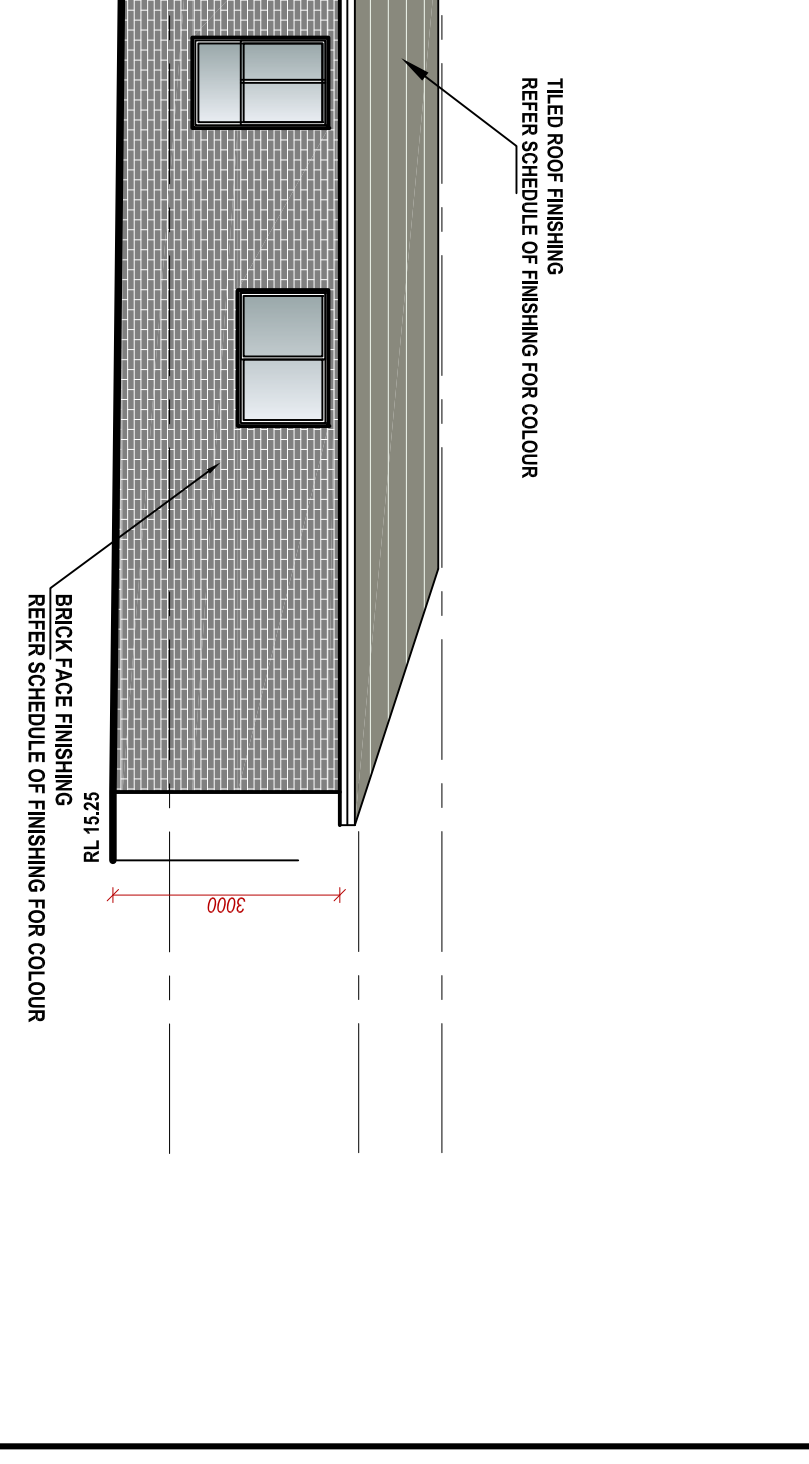 TILED ROOF FINISHING
REFER SCHEDULE OF FINISHING FOR COLOUR
BRICK FACE FINISHING
REFER SCHEDULE OF FINISHING FOR COLOUR
RL 15.25
3000